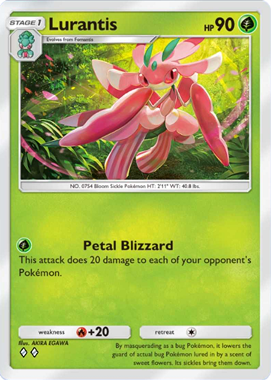 STAGE 1
Lurantis
HP 90
Evolves from Fomantis
NO. 0754 Bloom Sickle Pokémon HT: 2'11" WT: 40.8 lbs.
Petal Blizzard
This attack does 20 damage to each of your opponent's
Pokémon.
weakness +20 retreat
Illus. AKIRA EGAWA
By masquerading as a bug Pokémon, it lowers the
guard of actual bug Pokémon lured in by a scent of
sweet flowers. Its sickles bring them down.